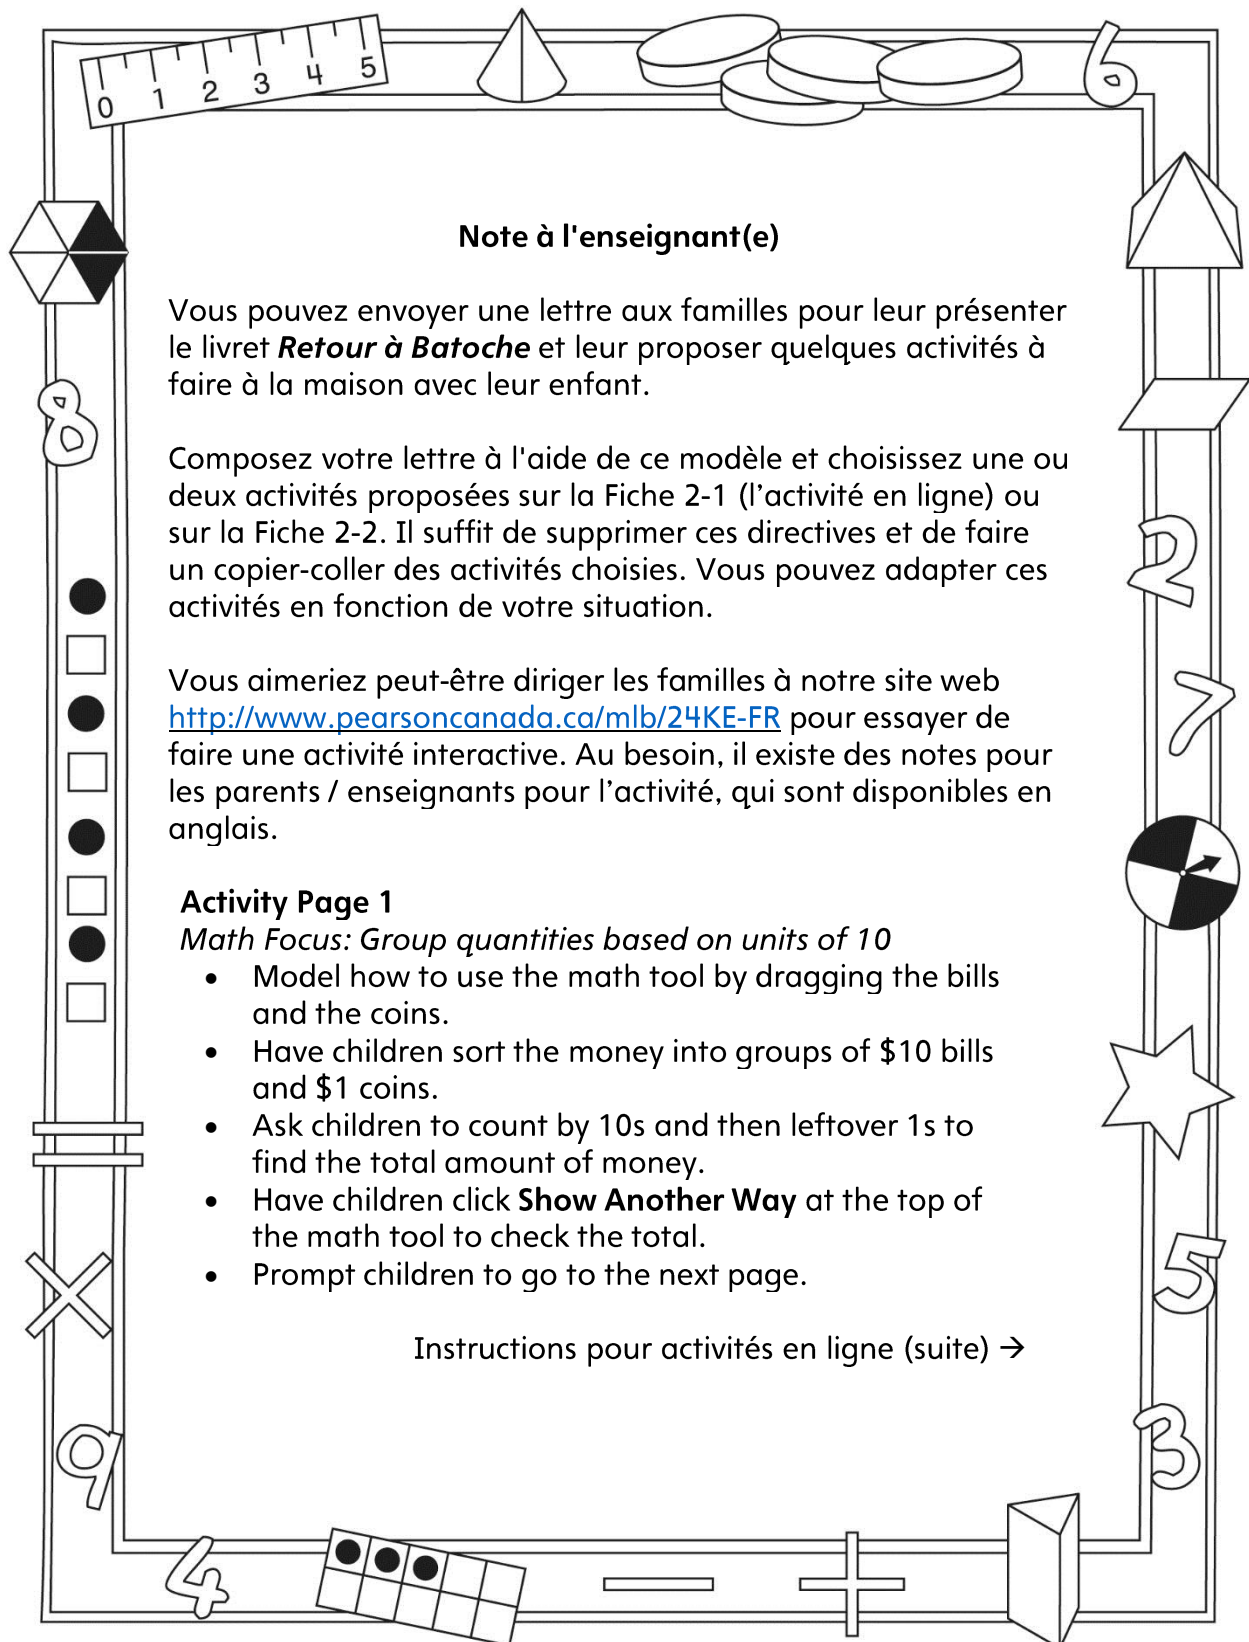 0 1 2 3 4 5
6
Note à l'enseignant(e)
Vous pouvez envoyer une lettre aux familles pour leur présenter
le livret Retour à Batoche et leur proposer quelques activités à
faire à la maison avec leur enfant.
8
Composez votre lettre à l'aide de ce modèle et choisissez une ou
deux activités proposées sur la Fiche 2-1 (l’activité en ligne) ou
sur la Fiche 2-2. Il suffit de supprimer ces directives et de faire
un copier-coller des activités choisies. Vous pouvez adapter ces
activités en fonction de votre situation.
2
Vous aimeriez peut-être diriger les familles à notre site web
http://www.pearsoncanada.ca/mlb/24KE-FR pour essayer de
faire une activité interactive. Au besoin, il existe des notes pour
les parents / enseignants pour l’activité, qui sont disponibles en
anglais.
7
Activity Page 1
Math Focus: Group quantities based on units of 10
• Model how to use the math tool by dragging the bills
and the coins.
• Have children sort the money into groups of $10 bills
and $1 coins.
• Ask children to count by 10s and then leftover 1s to
find the total amount of money.
• Have children click Show Another Way at the top of
the math tool to check the total.
• Prompt children to go to the next page.
=
×
5
Instructions pour activités en ligne (suite) →
9
3
4
−
+